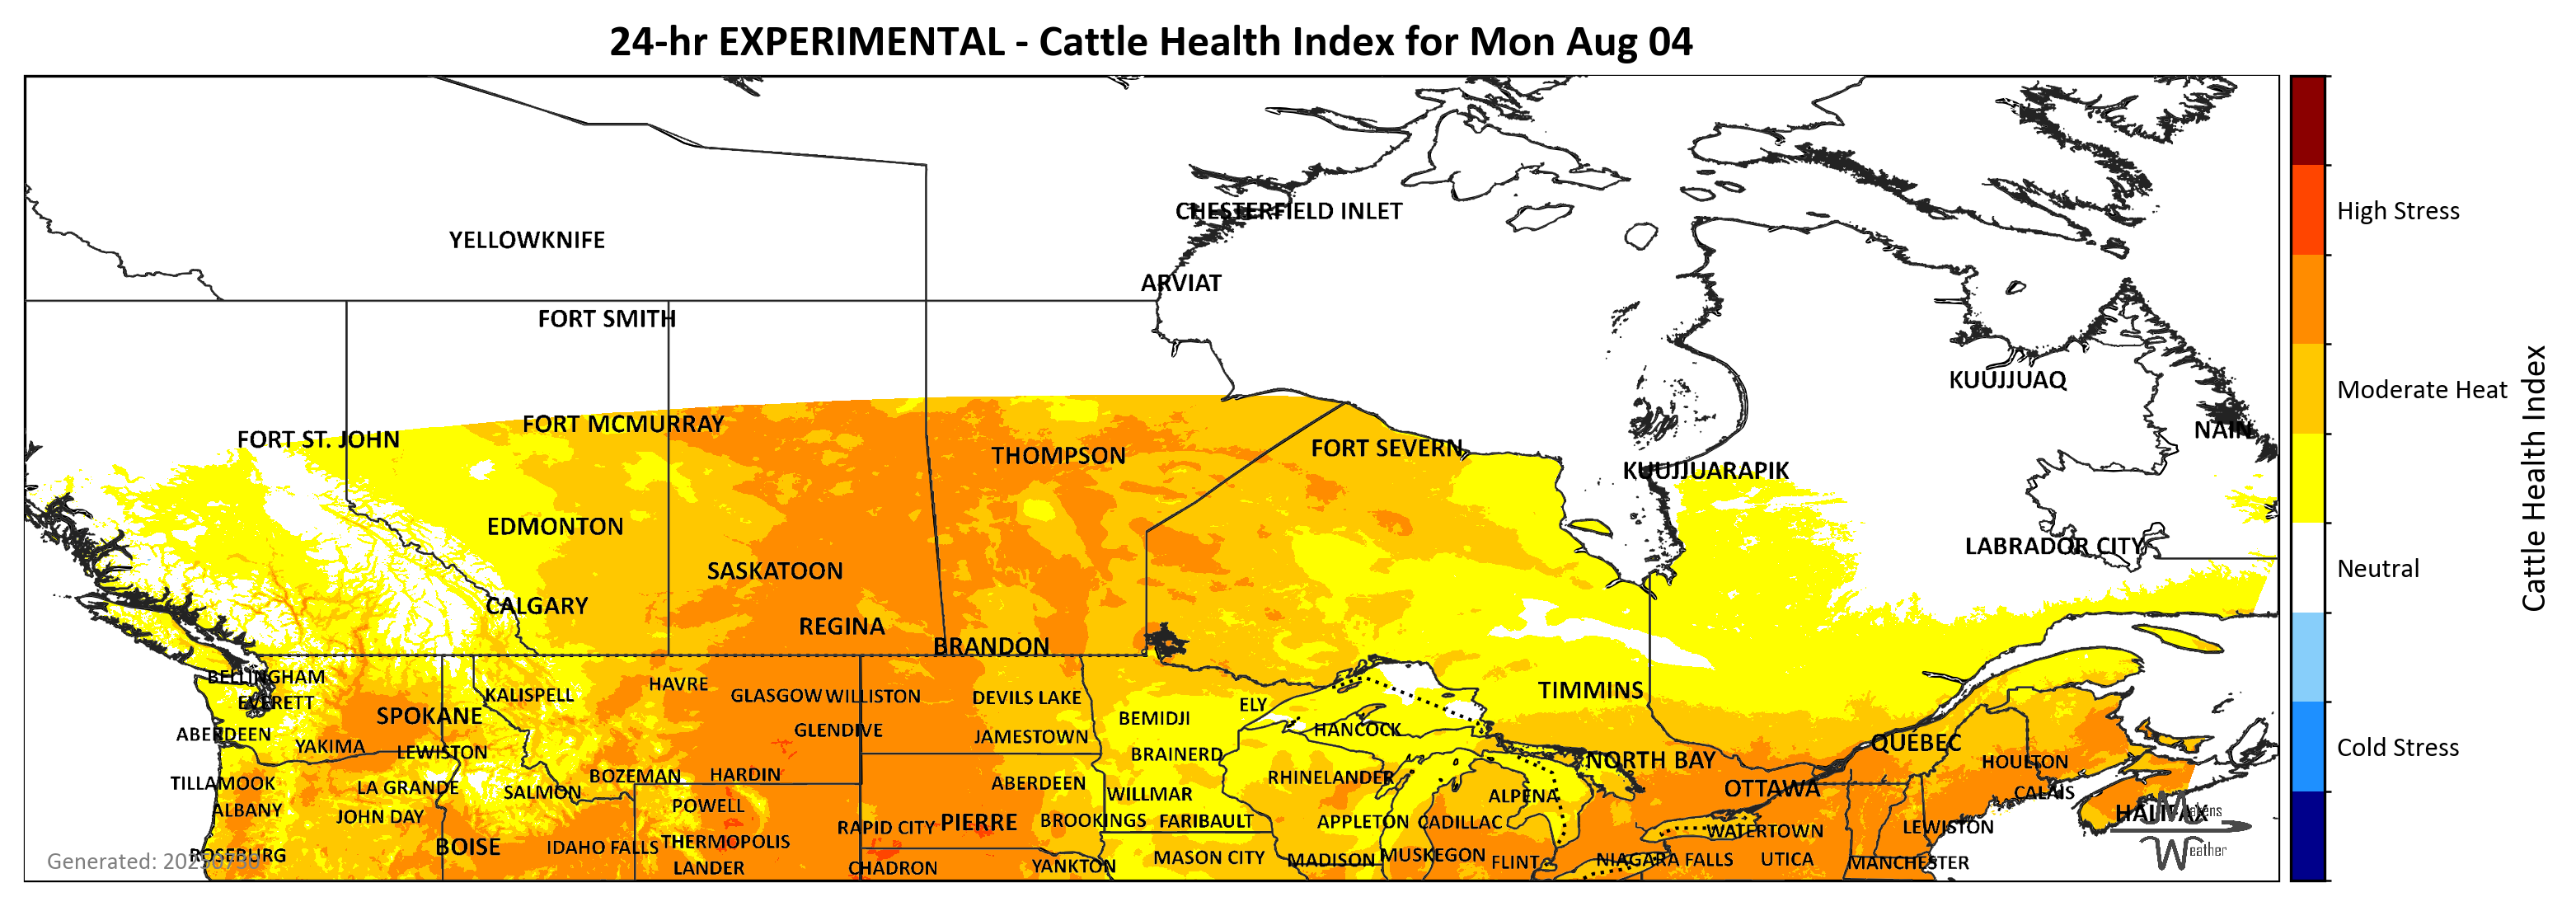 24-hr EXPERIMENTAL - Cattle Health Index for Mon Aug 04
CHESTERFIELD INLET
High Stress
YELLOWKNIFE
ARVIAT
FORT SMITH
KUUJJUAQ
Moderate Heat
FORT MCMURRAY
NAIN
FORT ST. JOHN
THOMPSON
FORT SEVERN
KUUJJUARAPIK
Cattle Health Index
EDMONTON
LABRADOR CITY
SASKATOON
Neutral
CALGARY
REGINA
BRANDON
BELLINGHAM
HAVRE
KALISPELL
GLASGOW
WILLISTON
DEVILS LAKE
TIMMINS
EVERETT
ELY
SPOKANE
BEMIDJI
GLENDIVE
HANCOCK
ABERDEEN
JAMESTOWN
QUEBEC
YAKIMA
LEWISTON
BRAINERD
Cold Stress
NORTH BAY
HOULTON
BOZEMAN
HARDIN
RHINELANDER
TILLAMOOK
LA GRANDE
ABERDEEN
OTTAWA
SALMON
WILLMAR
ALPENA
CALAIS
POWELL
ALBANY
JOHN DAY
HALIFAX
Makens
BROOKINGS
FARIBAULT
APPLETON
CADILLAC
RAPID CITY
PIERRE
WATERTOWN
LEWISTON
BOISE
IDAHO FALLS
THERMOPOLIS
Weather
ROSEBURG
MASON CITY
MADISON
MUSKEGON
FLINT
NIAGARA FALLS
UTICA
MANCHESTER
Generated: 20250730
LANDER
CHADRON
YANKTON